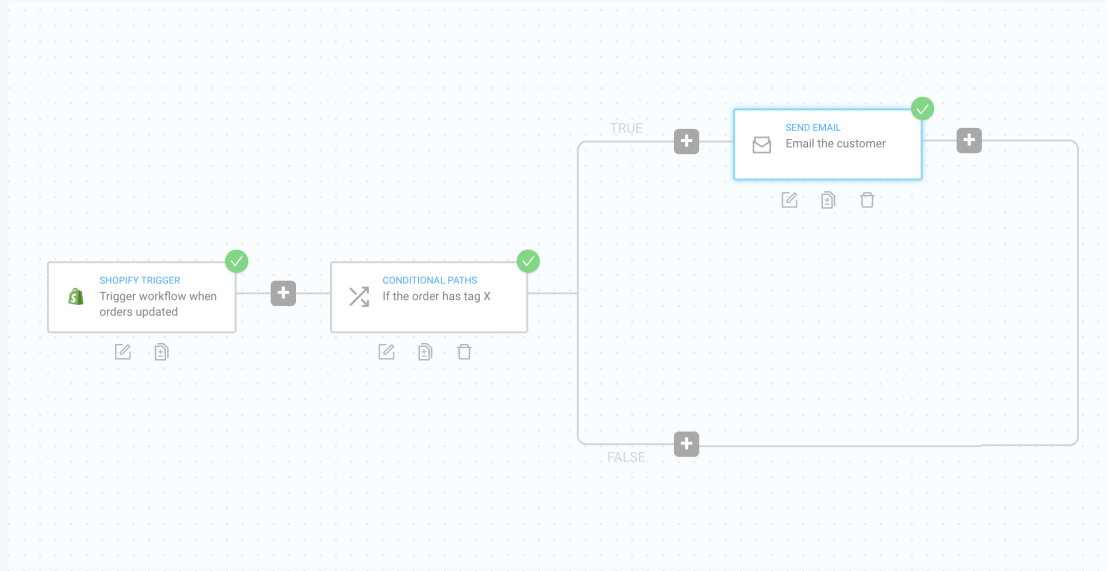 TRUE
SEND EMAIL
Email the customer
SHOPIFY TRIGGER
Trigger workflow when
orders updated
CONDITIONAL PATHS
If the order has tag X
FALSE